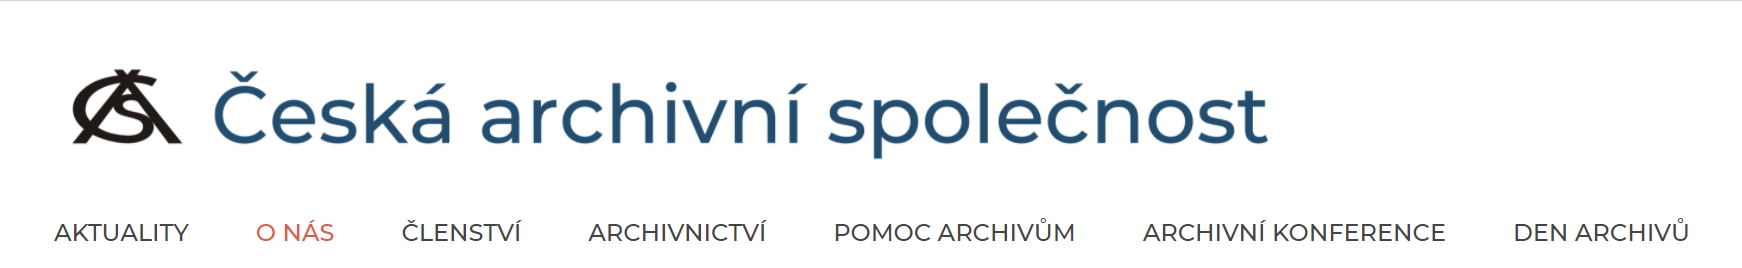 ČAS Česká archivní společnost
AKTUALITY O NÁS ČLENSTVÍ ARCHIVNICTVÍ POMOC ARCHIVŮM ARCHIVNÍ KONFERENCE DEN ARCHIVŮ